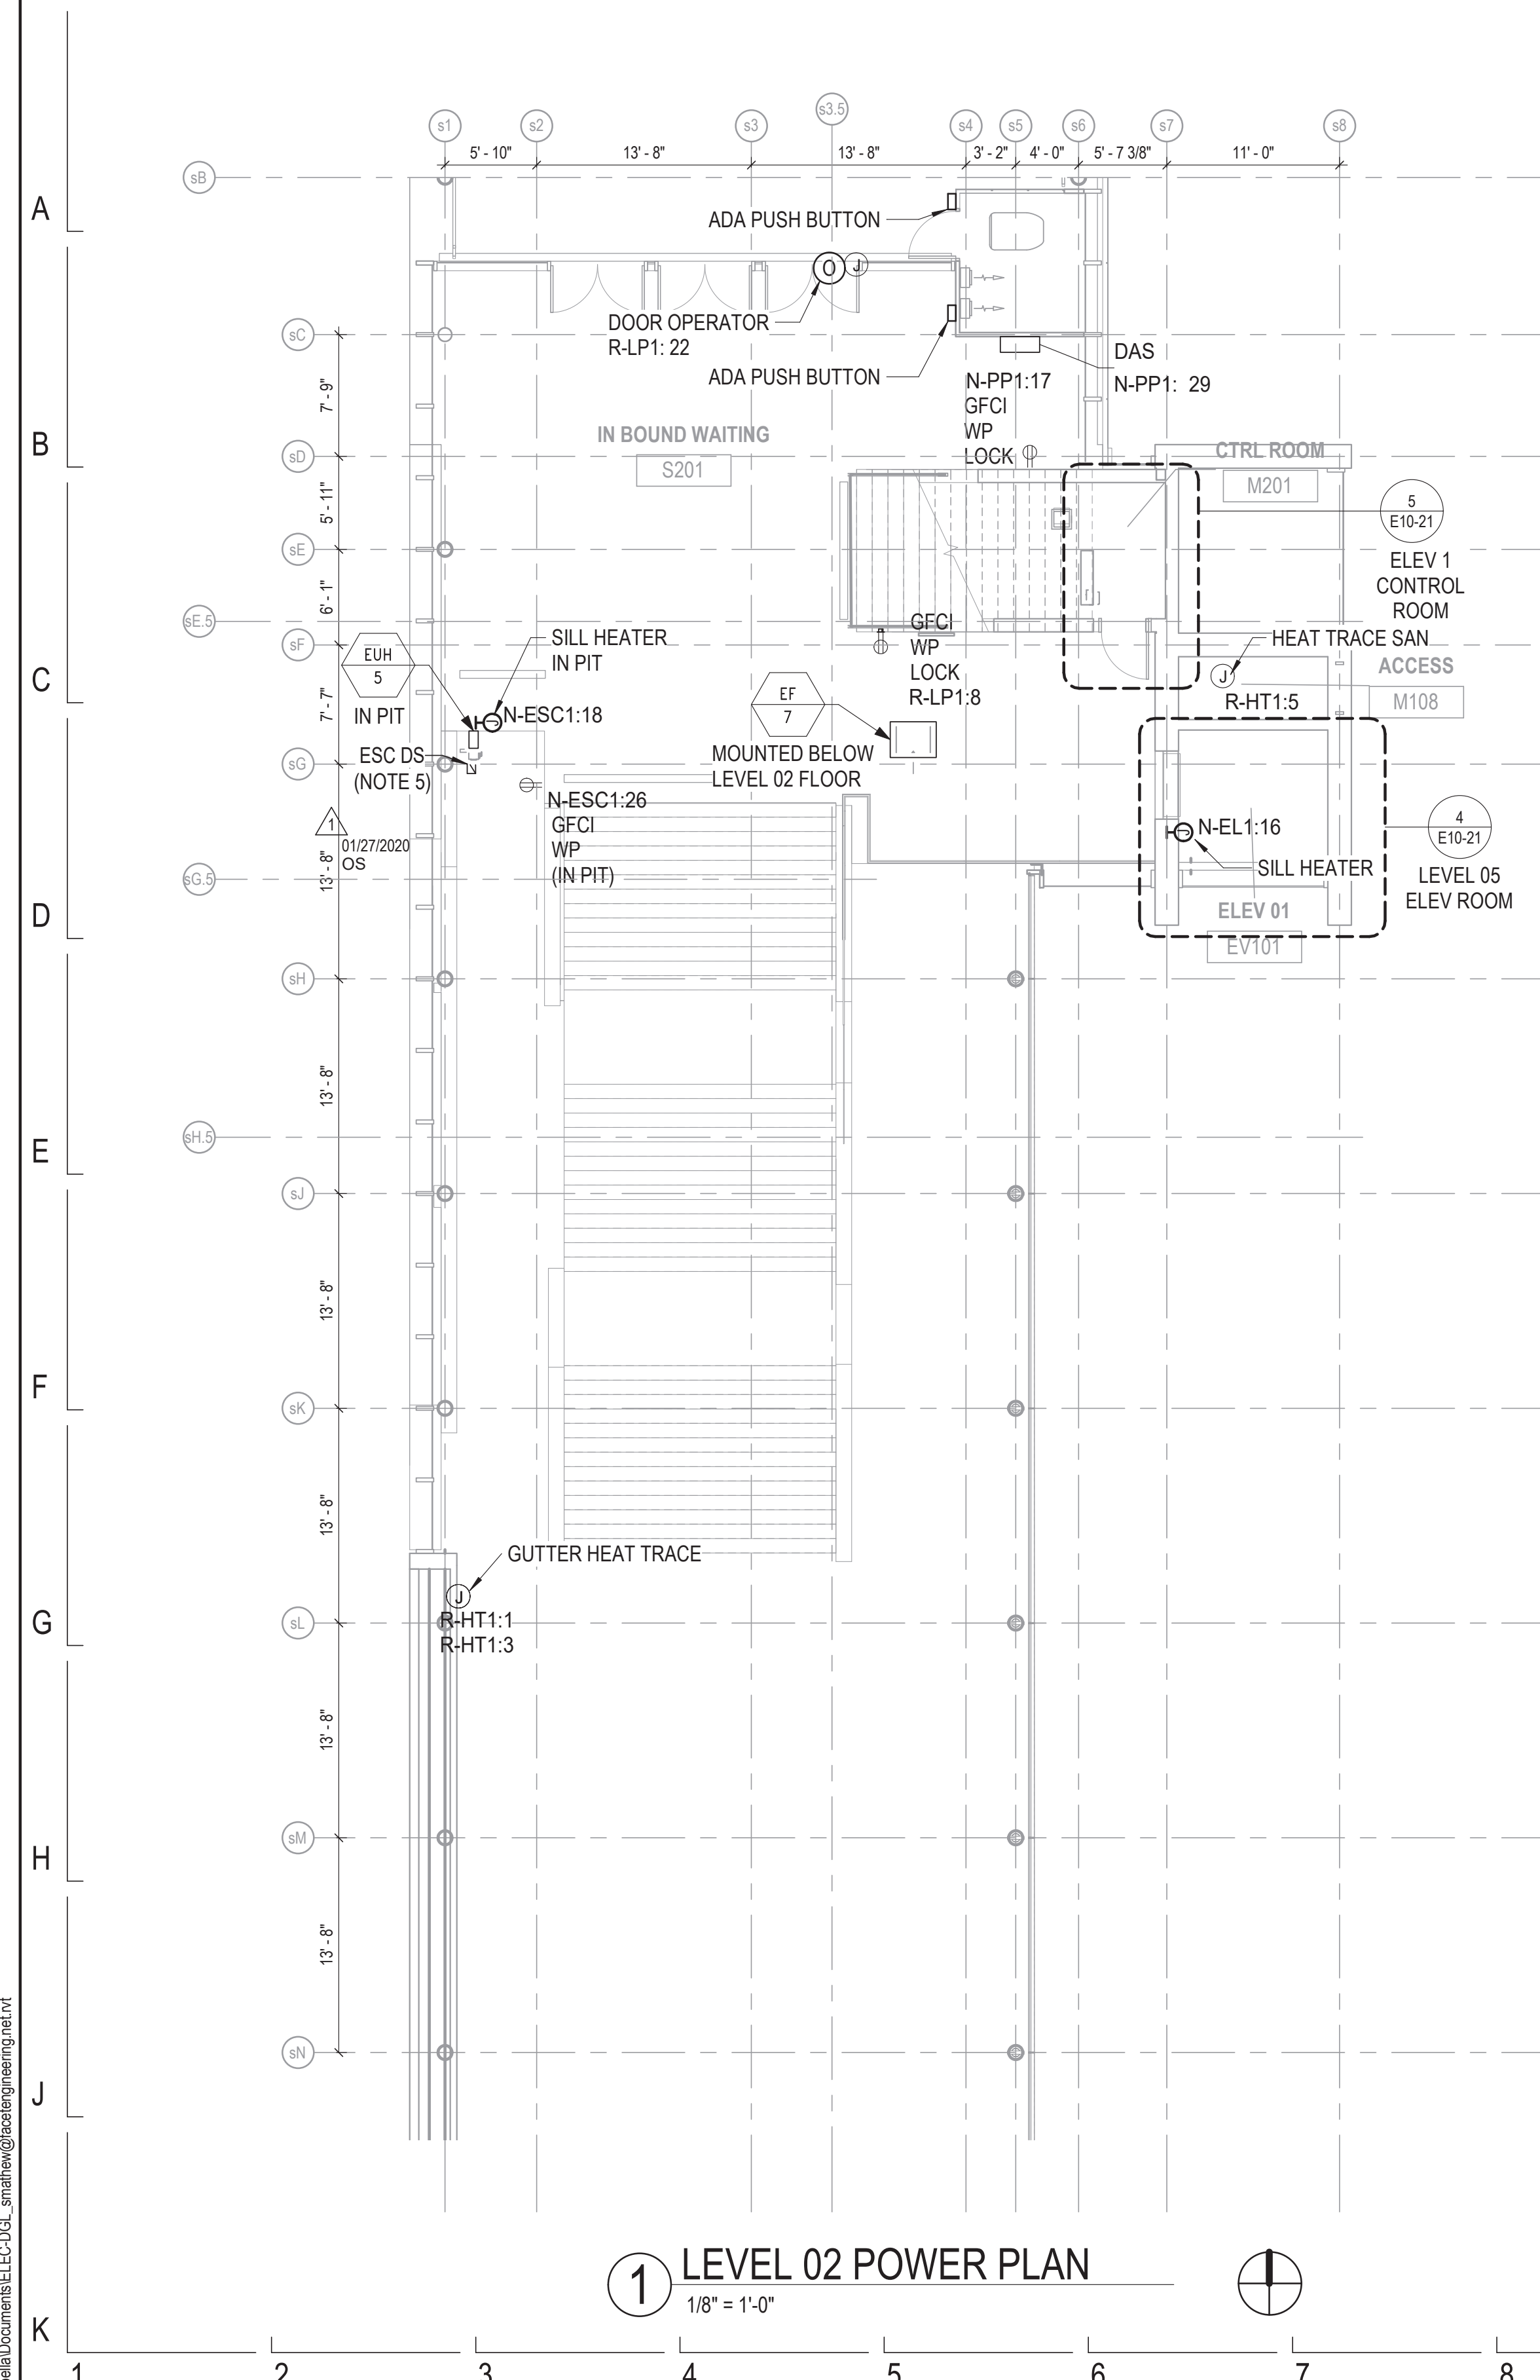 s1
s2
s3
s3.5
s4
s5
s6
s7
s8
5' - 10"
13' - 8"
13' - 8"
3' - 2"
4' - 0"
5' - 7 3/8"
11' - 0"
sB
A
ADA PUSH BUTTON
O
J
DOOR OPERATOR
R-LP1: 22
sC
ADA PUSH BUTTON
DAS
N-PP1: 29
N-PP1:17
GFCI
WP
LOCK
7' - 9"
B
IN BOUND WAITING
S201
sD
CTRL ROOM
M201
5' - 11"
5
E10-21
ELEV 1
CONTROL
ROOM
sE
6' - 1"
sE.5
sF
GFCI
WP
LOCK
R-LP1:8
SILL HEATER
IN PIT
EUH
5
IN PIT
HEAT TRACE SAN
J
R-HT1:5
ACCESS
M108
C
7' - 7"
J
N-ESC1:18
EF
7
MOUNTED BELOW
LEVEL 02 FLOOR
ESC DS
(NOTE 5)
sG
N-ESC1:26
GFCI
WP
(IN PIT)
1
01/27/2020
OS
13' - 8"
sG.5
J
N-EL1:16
SILL HEATER
4
E10-21
LEVEL 05
ELEV ROOM
D
ELEV 01
EV101
sH
13' - 8"
sH.5
E
sJ
13' - 8"
F
sK
13' - 8"
GUTTER HEAT TRACE
J
R-HT1:1
R-HT1:3
G
sL
13' - 8"
sM
H
13' - 8"
sN
J
1
LEVEL 02 POWER PLAN
1/8" = 1'-0"
K
1
2
3
4
5
6
7
8
ella\Documents\ELEC-DGL_smathew@facetengineering.net.rvt